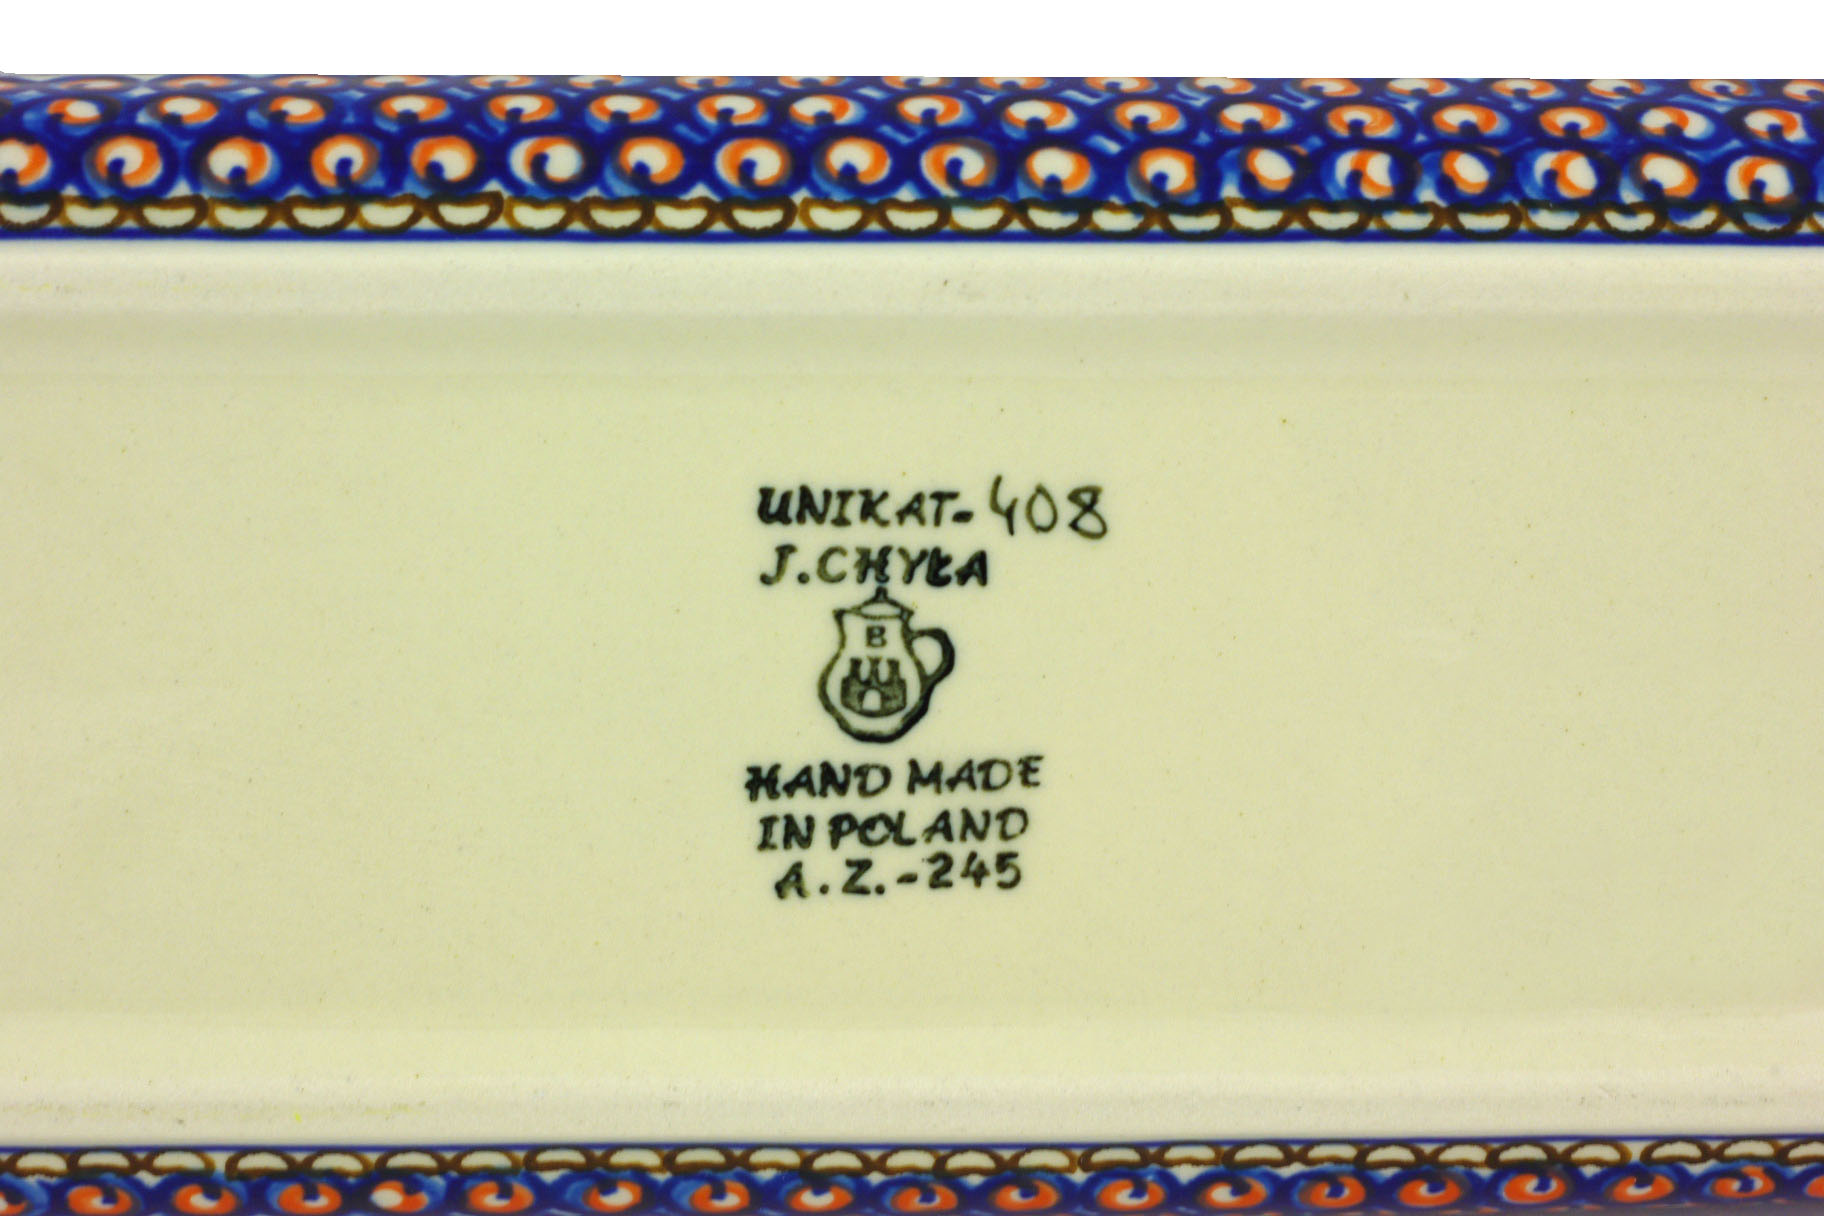 UNIKAT-408
J.CHYŁA
B
HAND MADE
IN POLAND
A.Z.-245